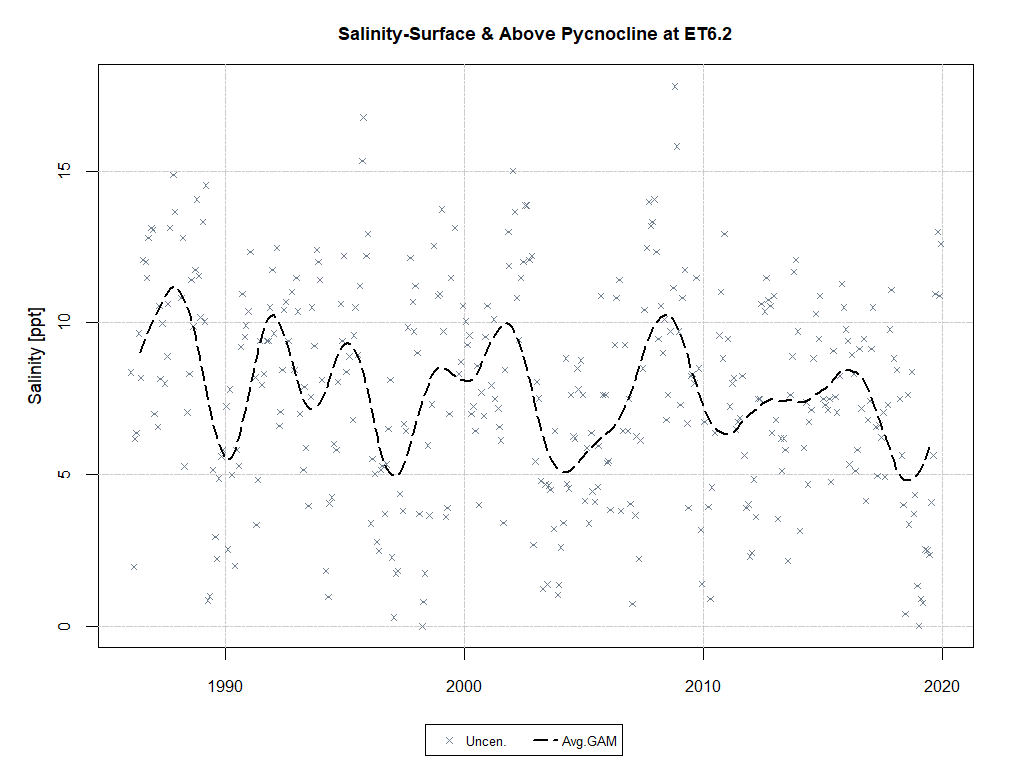 Salinity-Surface & Above Pycnocline at ET6.2
Salinity [ppt]
15
10
5
0
1990 2000 2010 2020
Uncen. Avg.GAM